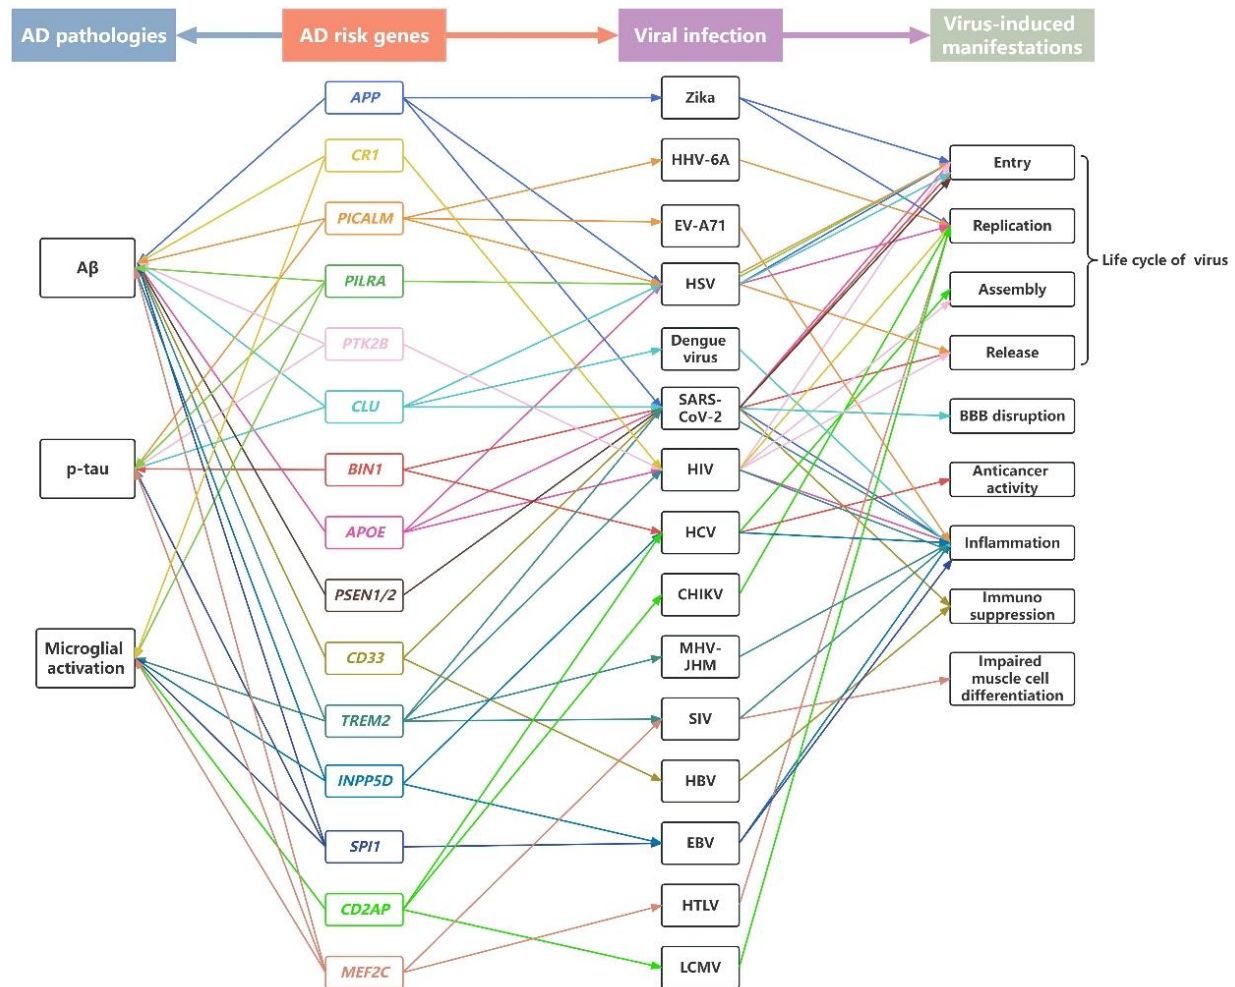 AD pathologies
AD risk genes
Viral infection
Virus-induced
manifestations
Aβ
p-tau
Microglial
activation
APP
CR1
PICALM
PILRA
PTK2B
CLU
BIN1
APOE
PSEN1/2
CD33
TREM2
INPP5D
SPI1
CD2AP
MEF2C
Zika
HHV-6A
EV-A71
HSV
Dengue
virus
SARS-
CoV-2
HIV
HCV
CHIKV
MHV-
JHM
SIV
HBV
EBV
HTLV
LCMV
Entry
Replication
Assembly
Release
BBB disruption
Anticancer
activity
Inflammation
Immuno
suppression
Impaired
muscle cell
differentiation
Life cycle of virus